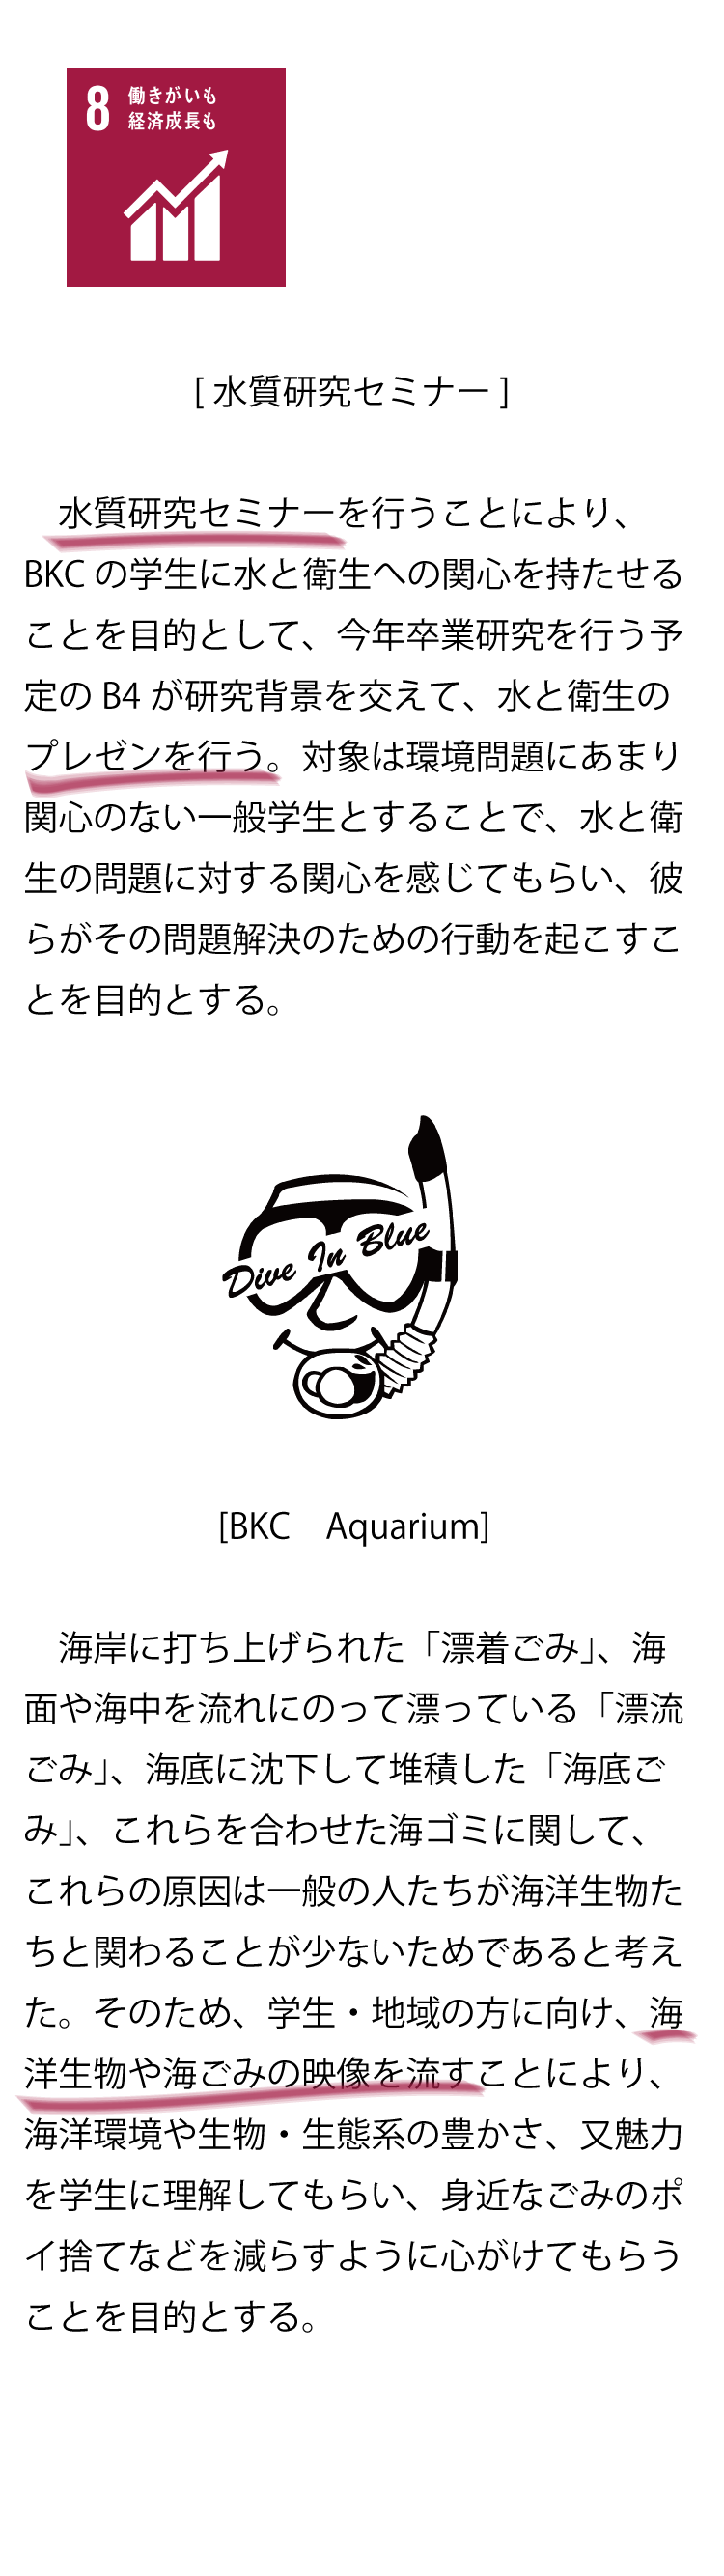 8 働きがいも
経済成長も
[ 水質研究セミナー ]
　水質研究セミナーを行うことにより、
BKC の学生に水と衛生への関心を持たせる
ことを目的として、今年卒業研究を行う予
定の B4 が研究背景を交えて、水と衛生の
プレゼンを行う。対象は環境問題にあまり
関心のない一般学生とすることで、水と衛
生の問題に対する関心を感じてもらい、彼
らがその問題解決のための行動を起こすこ
とを目的とする。
Dive In Blue
[BKC　Aquarium]
　海岸に打ち上げられた「漂着ごみ」、海
面や海中を流れにのって漂っている「漂流
ごみ」、海底に沈下して堆積した「海底ご
み」、これらを合わせた海ゴミに関して、
これらの原因は一般の人たちが海洋生物た
ちと関わることが少ないためであると考え
た。そのため、学生・地域の方に向け、海
洋生物や海ごみの映像を流すことにより、
海洋環境や生物・生態系の豊かさ、又魅力
を学生に理解してもらい、身近なごみのポ
イ捨てなどを減らすように心がけてもらう
ことを目的とする。